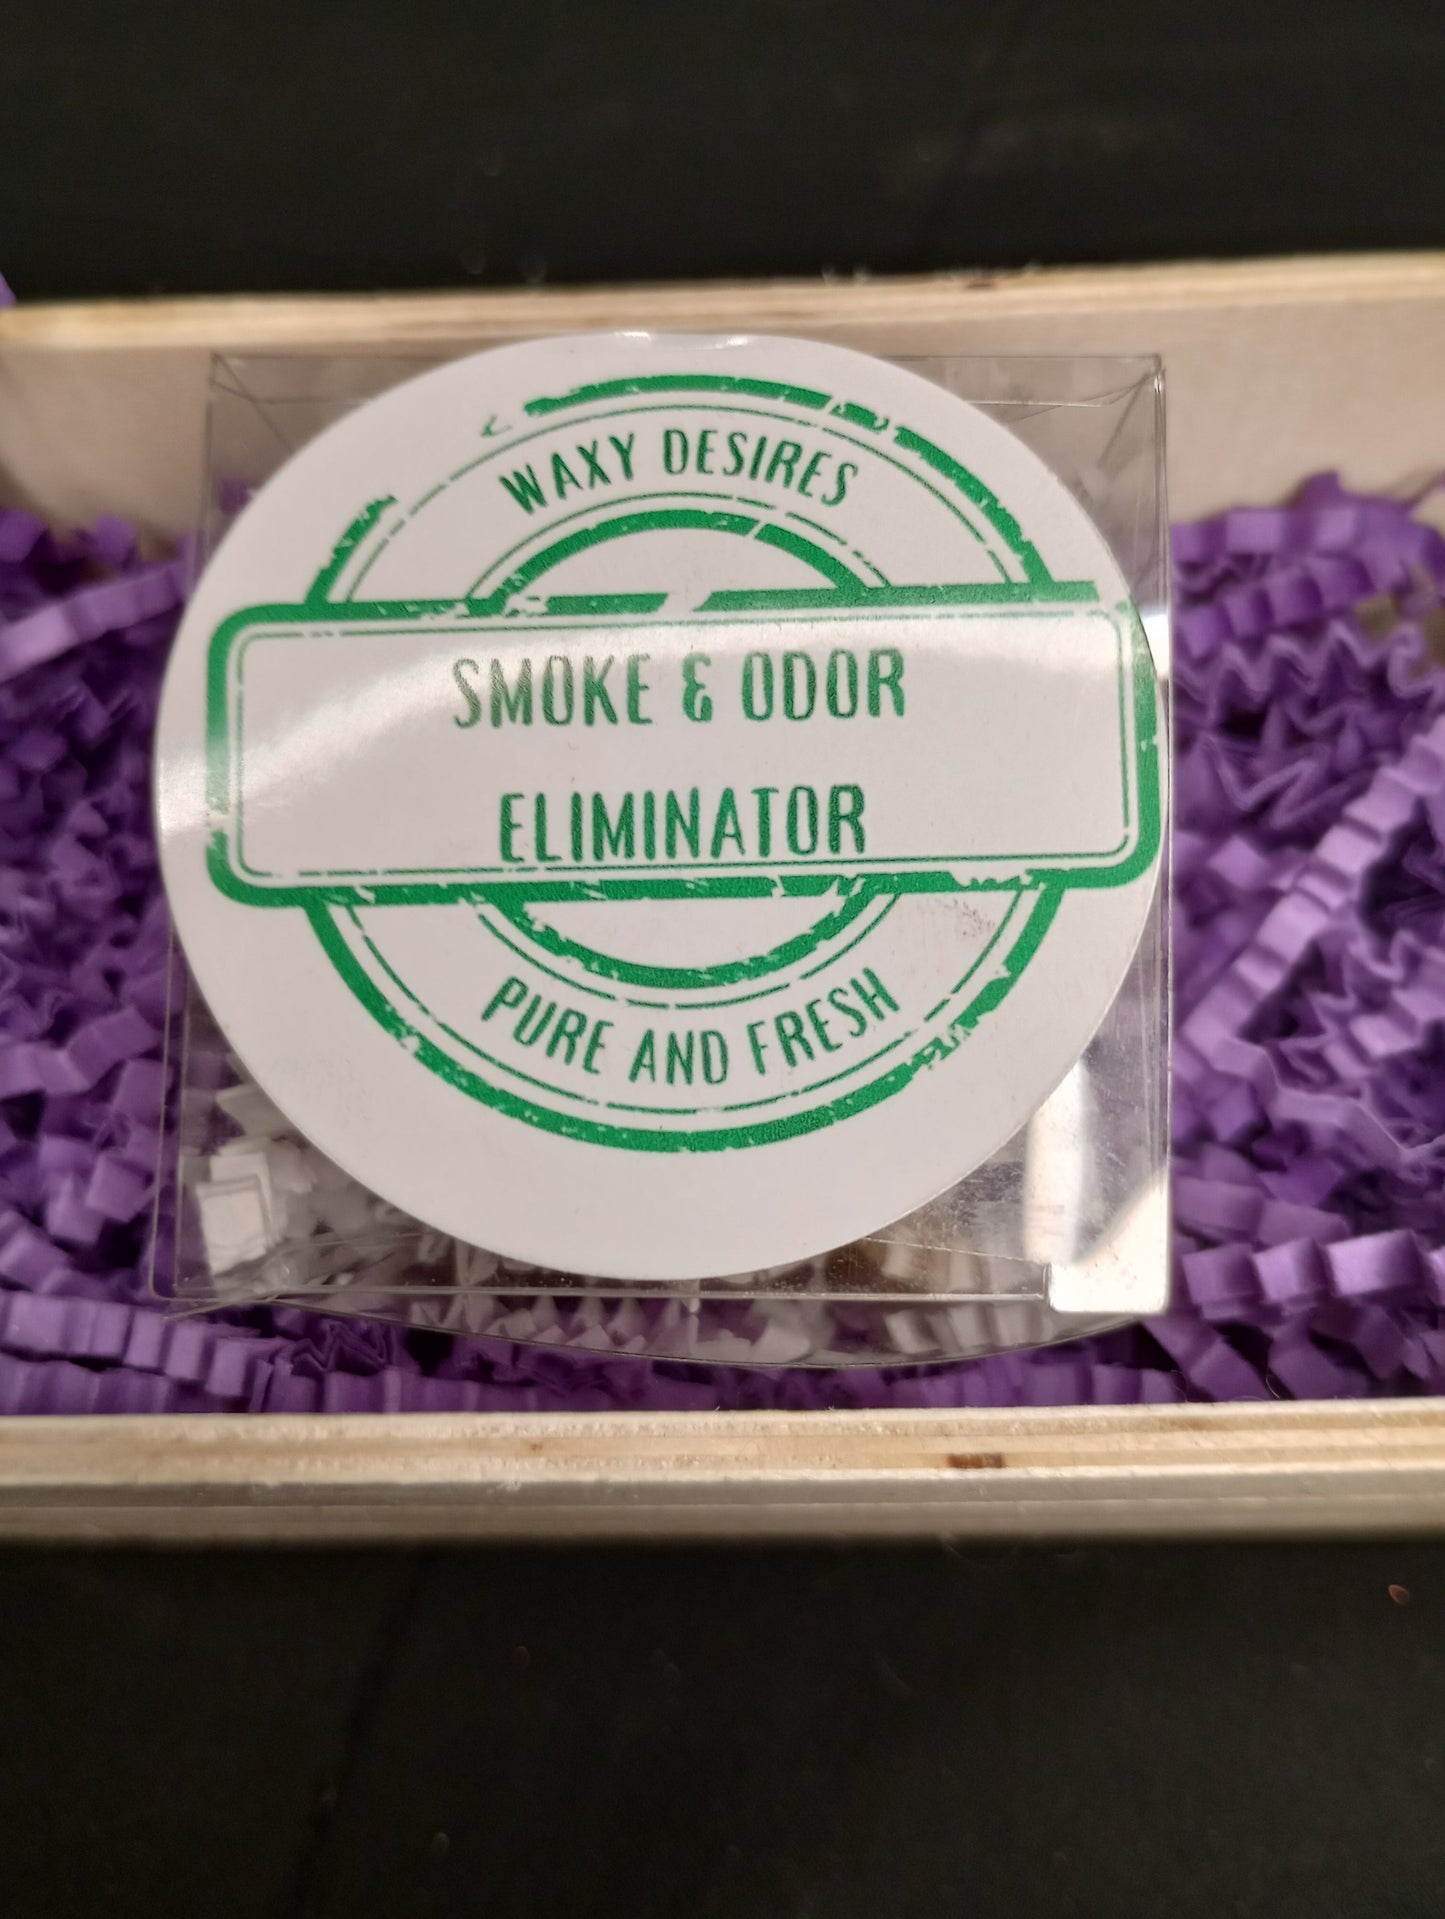 WAXY DESIRES
SMOKE & ODOR
ELIMINATOR
PURE AND FRESH